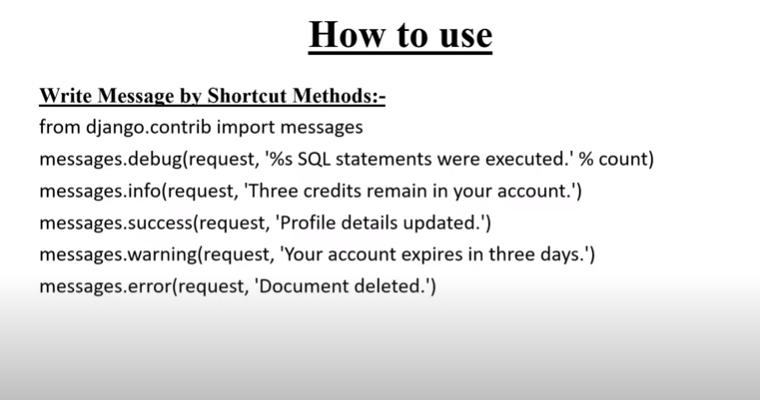 How to use
Write Message by Shortcut Methods:-
from django.contrib import messages
messages.debug(request, '%s SQL statements were executed.' % count)
messages.info(request, 'Three credits remain in your account.')
messages.success(request, 'Profile details updated.')
messages.warning(request, 'Your account expires in three days.')
messages.error(request, 'Document deleted.')